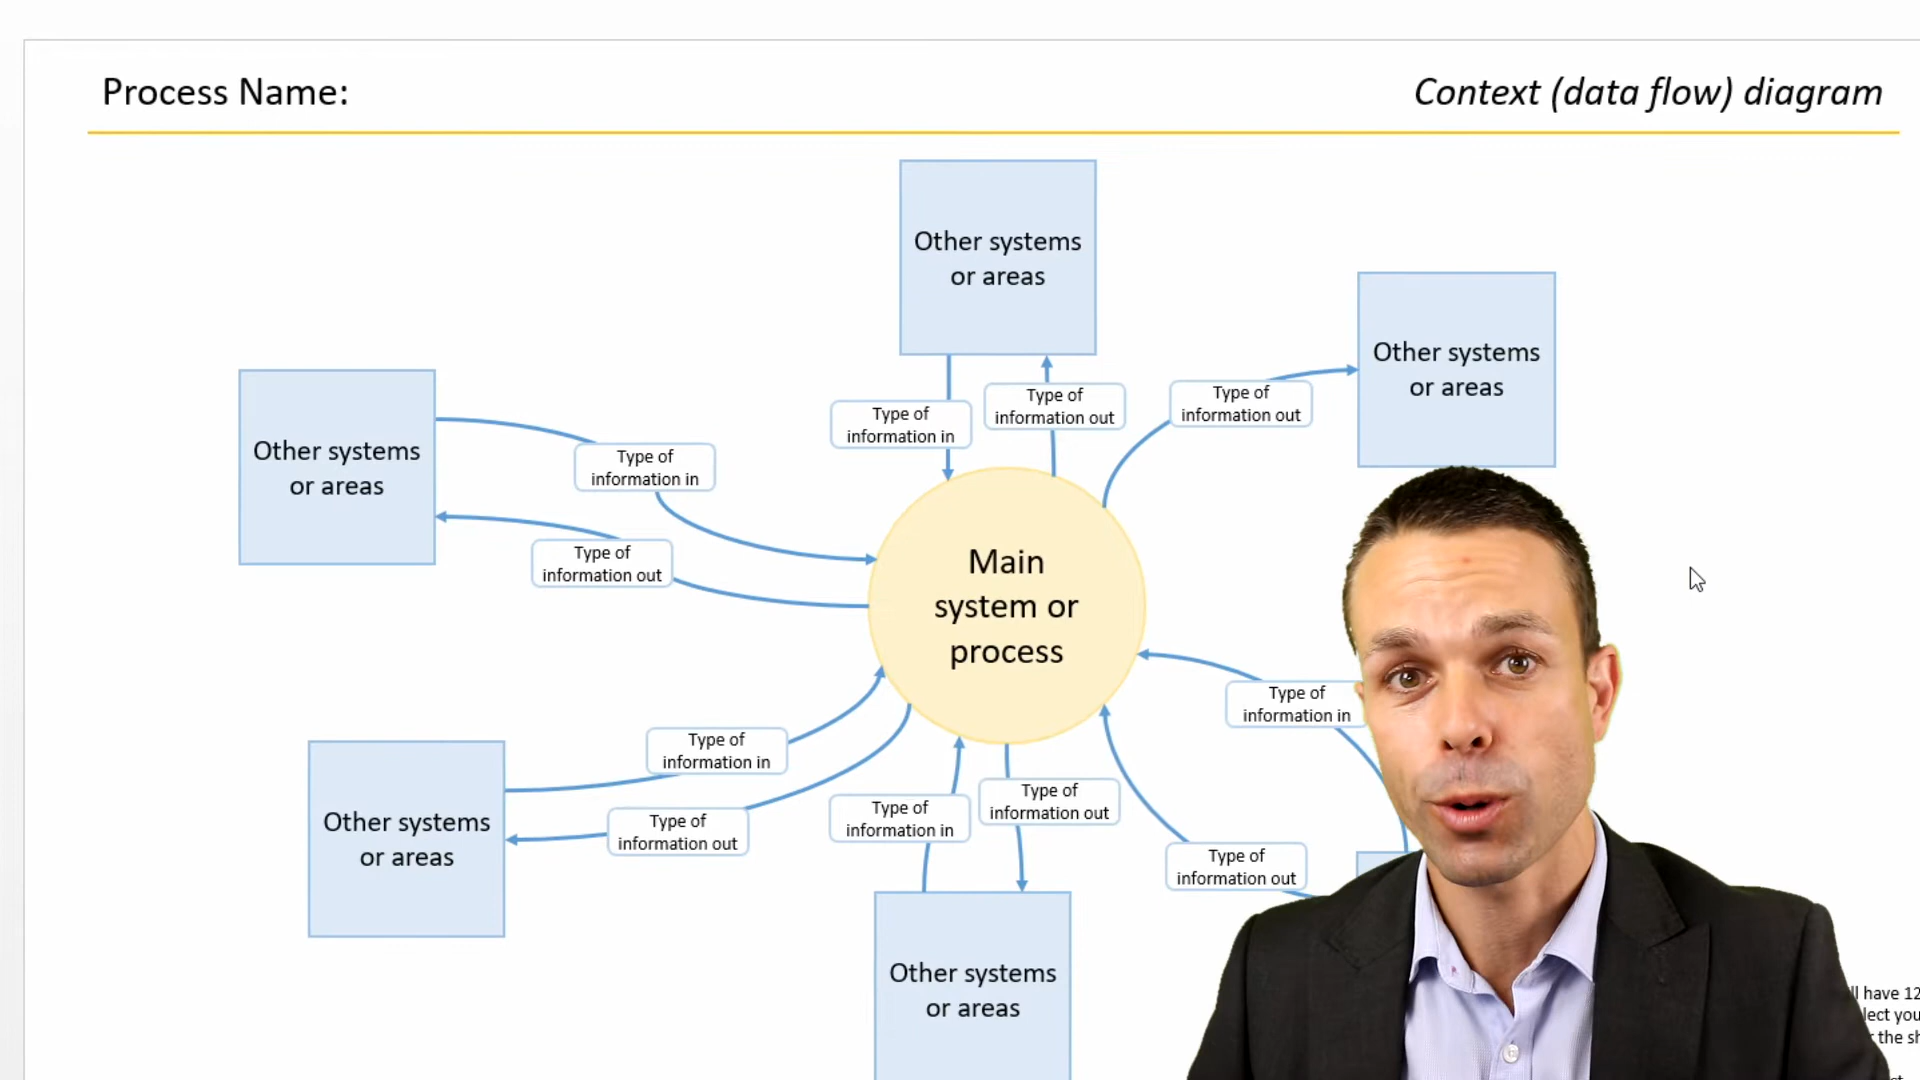 Process Name:
Context (data flow) diagram
Other systems
or areas
Other systems
or areas
Other systems
or areas
Type of
information in
Type of
information out
Type of
information out
Type of
information in
Type of
information out
Main
system or
process
Type of
information in
Type of
information in
Type of
information out
Type of
information in
Type of
information out
Type of
information out
Other systems
or areas
Other systems
or areas
have 12
the